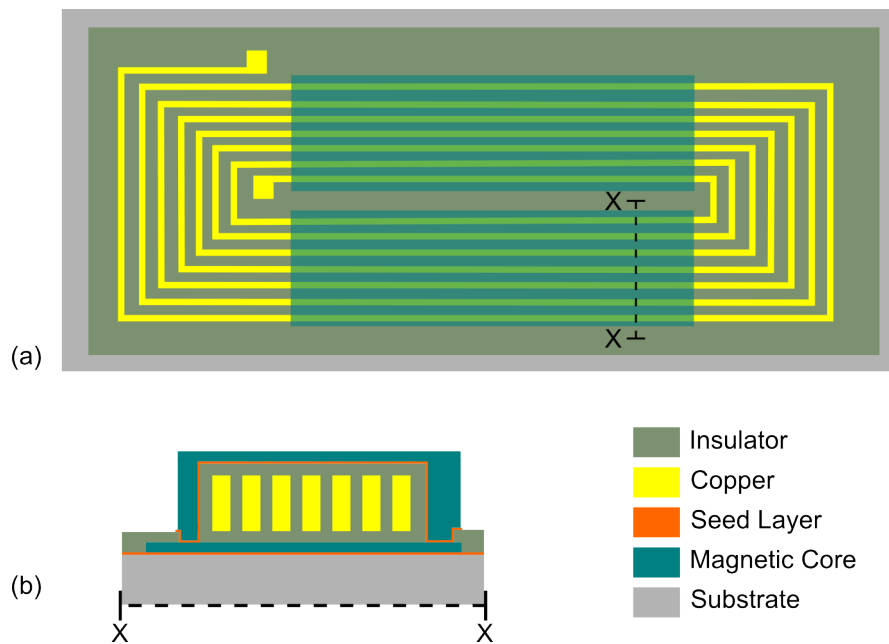 X
X
(a)
Insulator
Copper
Seed Layer
Magnetic Core
Substrate
(b)
X X